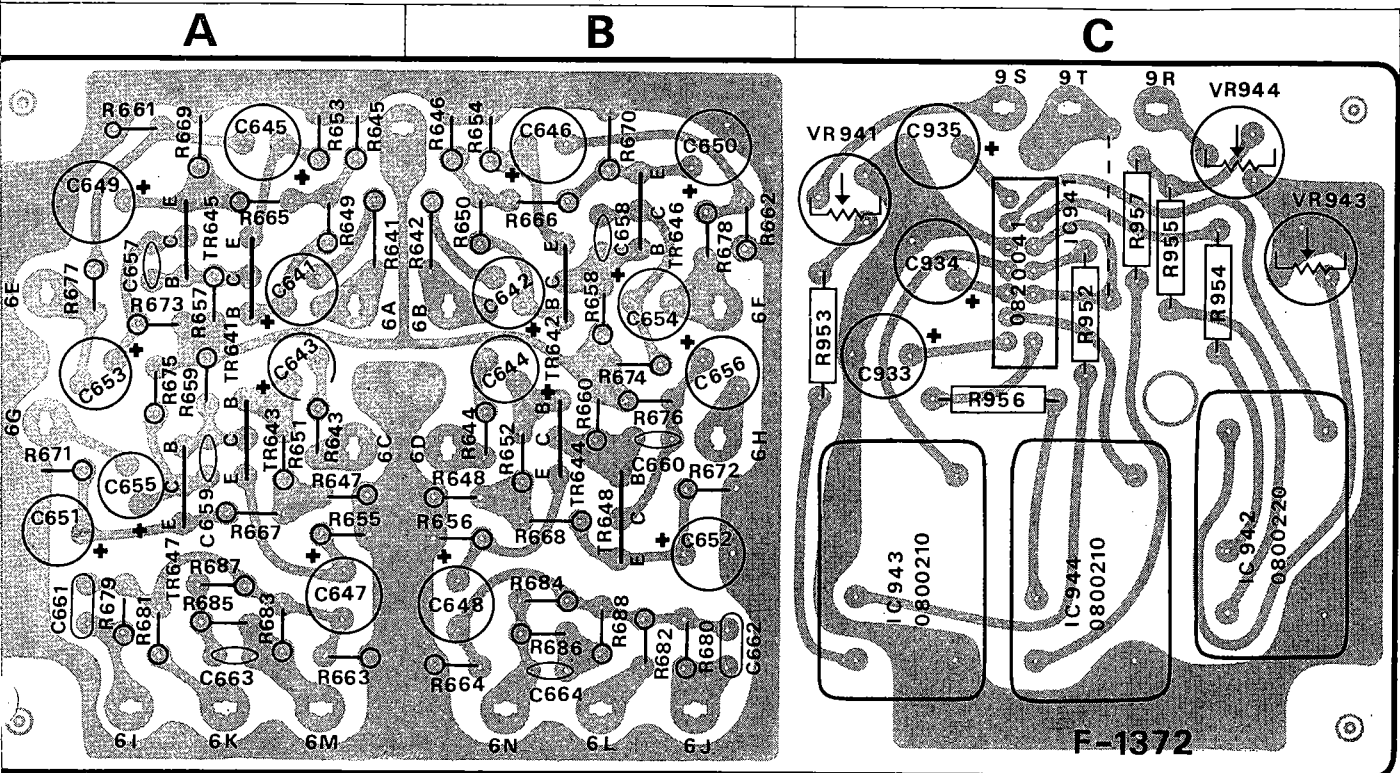 A B C
9S 9T 9R VR944
R661 R669 C645 R653 R645 R646 R654 C646 R670 C650 VR941 C935
C649 E R665 R649 R641 R642 R650 R666 C658 E C TR646 B R678 R662 IC941 R957 R955 VR943
TR645 C B E C B C657 R677 R673 R657 C641 C642 E C B R658 C654 C934 0820041 R952 R954
6E 6A 6B 6F
C653 R675 R659 TR641 C643 C644 TR642 R674 C656 R953 C933
6G B C E TR643 R651 R643 6C 6D R644 R652 B C E R660 R676 C660 6H R956
R671 C655 B C E C659 R647 R648 TR644 B C E R672
C651 R667 R655 R656 R668 TR648 C652 IC943 0800210 IC944 0800210 IC942 0800220
TR647 R687 C647 C648 R684
C661 R679 R681 R685 R683 R686 R688 R682 R680 C662
C663 R663 R664 C664
6I 6K 6M 6N 6L 6J F-1372